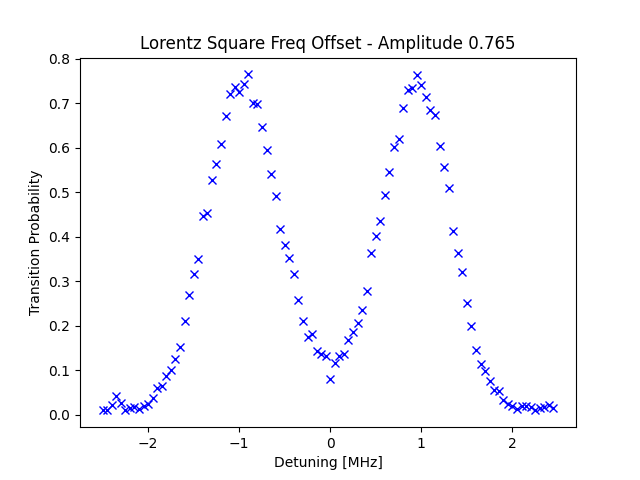 Lorentz Square Freq Offset - Amplitude 0.765
0.8
0.7
0.6
0.5
0.4
0.3
0.2
0.1
0.0
Transition Probability
−2 −1 0 1 2
Detuning [MHz]